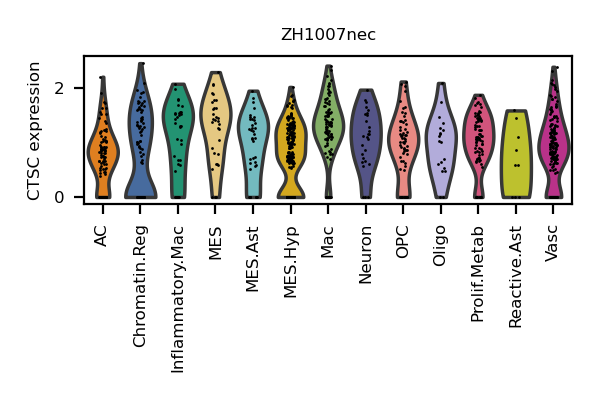 ZH1007nec
CTSC expression
2
0
AC
Chromatin.Reg
Inflammatory.Mac
MES
MES.Ast
MES.Hyp
Mac
Neuron
OPC
Oligo
Prolif.Metab
Reactive.Ast
Vasc